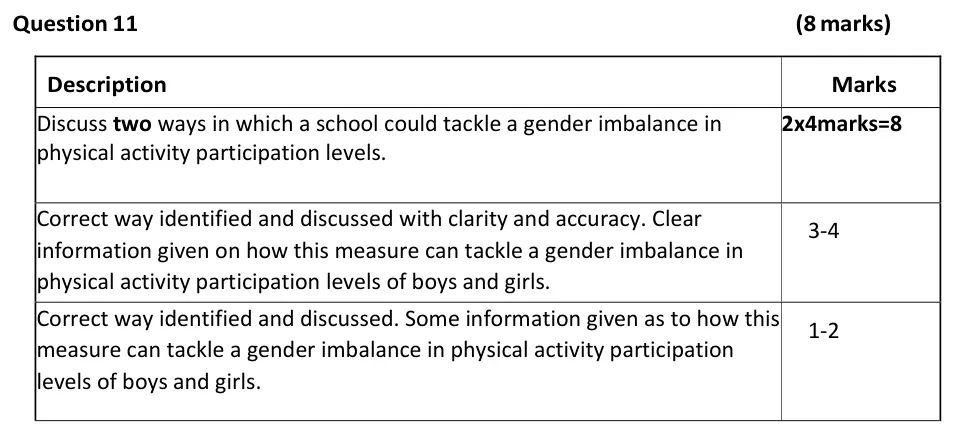 Question 11 (8 marks)
Description Marks
Discuss two ways in which a school could tackle a gender imbalance in 2x4marks=8
physical activity participation levels.
Correct way identified and discussed with clarity and accuracy. Clear 3-4
information given on how this measure can tackle a gender imbalance in
physical activity participation levels of boys and girls.
Correct way identified and discussed. Some information given as to how this 1-2
measure can tackle a gender imbalance in physical activity participation
levels of boys and girls.